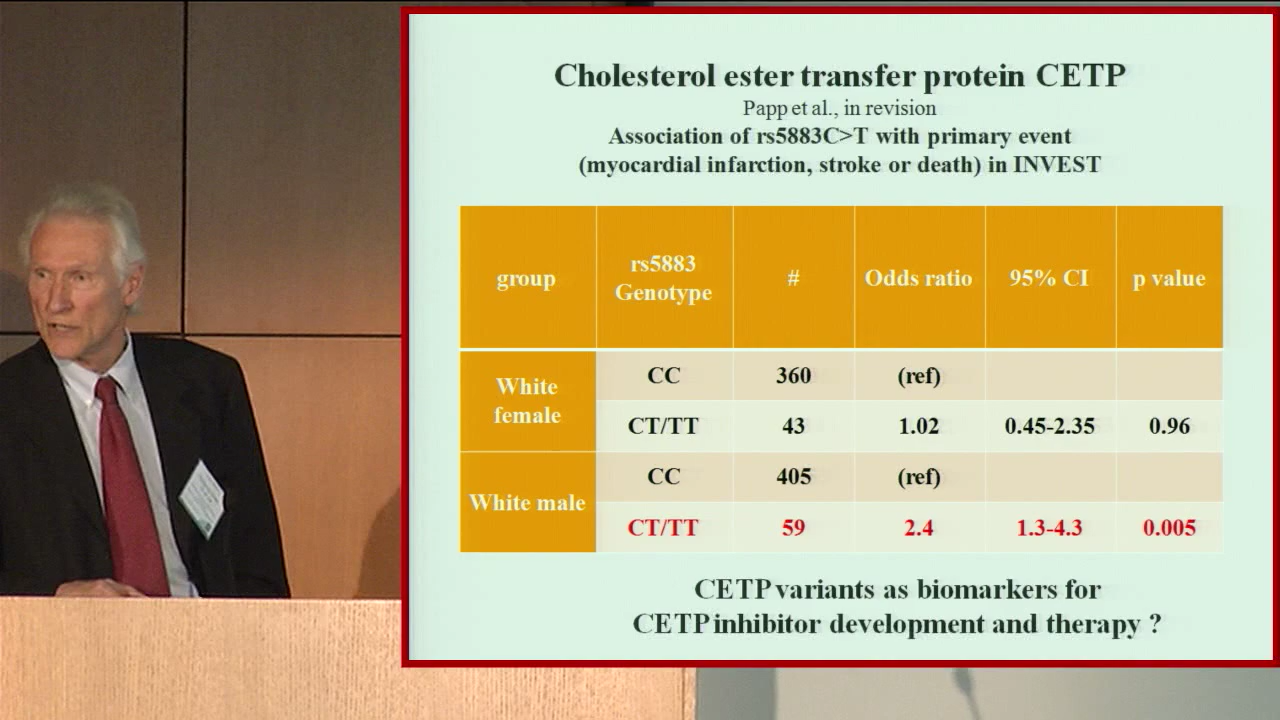 Cholesterol ester transfer protein CETP
Papp et al., in revision
Association of rs5883C>T with primary event
(myocardial infarction, stroke or death) in INVEST
group rs5883 Genotype # Odds ratio 95% CI p value
White female CC 360 (ref)
CT/TT 43 1.02 0.45-2.35 0.96
White male CC 405 (ref)
CT/TT 59 2.4 1.3-4.3 0.005
CETP variants as biomarkers for
CETP inhibitor development and therapy ?